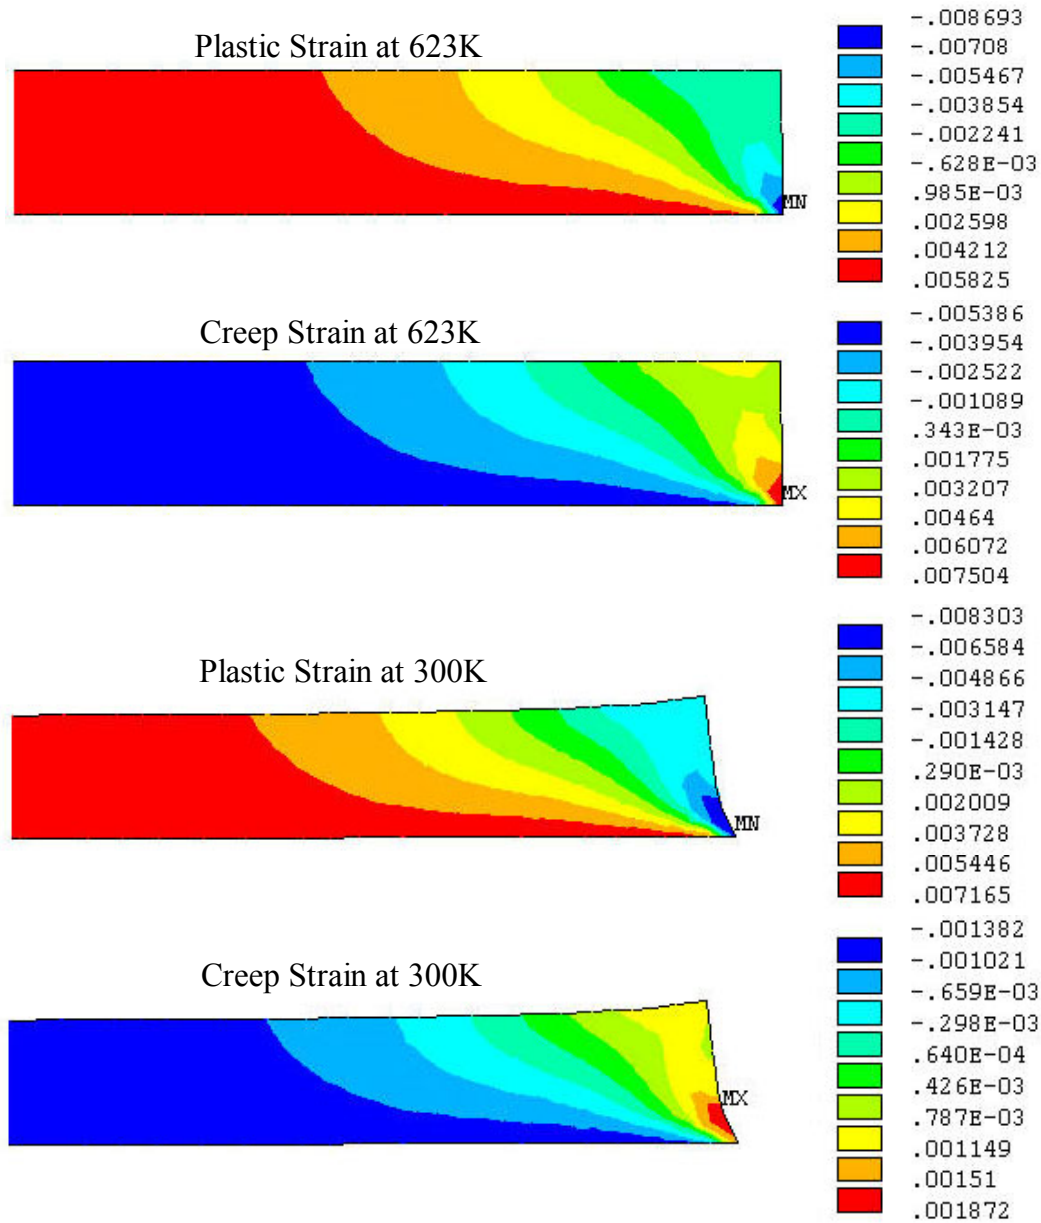 Plastic Strain at 623K
MN
-.008693
-.00708
-.005467
-.003854
-.002241
-.628E-03
.985E-03
.002598
.004212
.005825
Creep Strain at 623K
MX
-.005386
-.003954
-.002522
-.001089
.343E-03
.001775
.003207
.00464
.006072
.007504
Plastic Strain at 300K
MN
-.008303
-.006584
-.004866
-.003147
-.001428
.290E-03
.002009
.003728
.005446
.007165
Creep Strain at 300K
MX
-.001382
-.001021
-.659E-03
-.298E-03
.640E-04
.426E-03
.787E-03
.001149
.00151
.001872